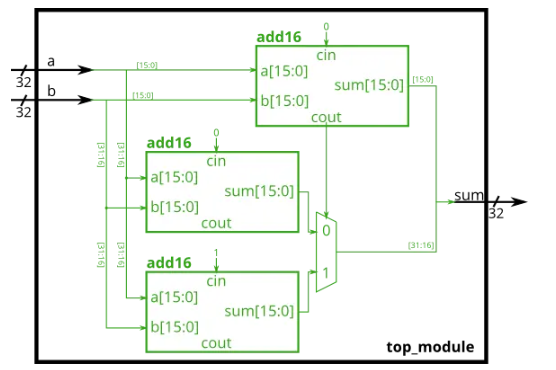 0
add16
cin
a
[15:0]
a[15:0]
32
sum[15:0]
[15:0]
b
[15:0]
b[15:0]
32
cout
[31:16]
[31:16]
add16
0
cin
a[15:0]
sum[15:0]
b[15:0]
cout
sum
32
0
[31:16]
[31:16]
[31:16]
add16
1
cin
1
a[15:0]
sum[15:0]
b[15:0]
cout
top_module